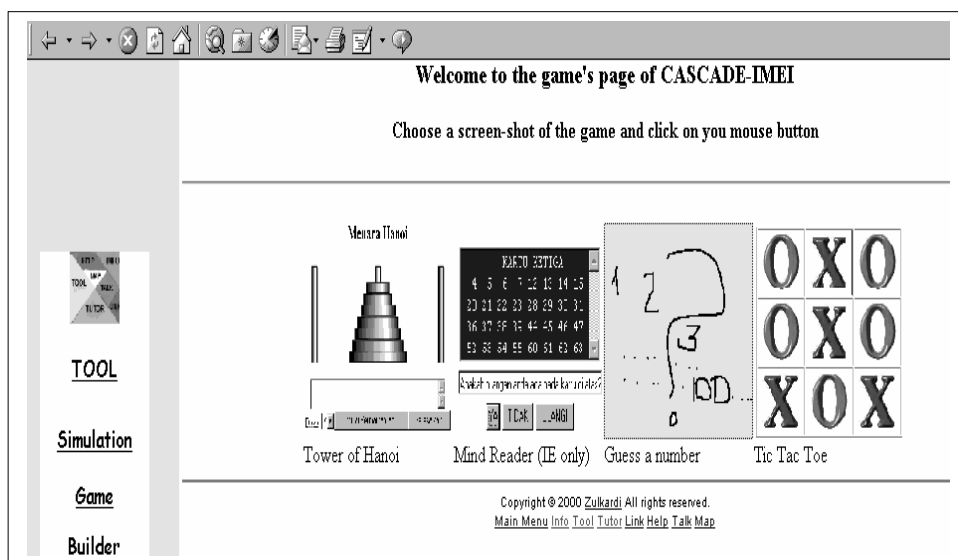 Welcome to the game's page of CASCADE-IMEI
Choose a screen-shot of the game and click on you mouse button
TOOL
TALK
TUTOR
TOOL
Simulation
Game
Builder
Menara Hanoi
KARTU KETIGA
4 5 6 7 12 13 14 15
20 21 22 23 28 29 30 31
36 37 38 39 44 45 46 47
52 53 54 55 60 61 62 63
YA TIDAK ULANGI
1 2
3
100...
O X O
O X O
X O X
Tower of Hanoi Mind Reader (IE only) Guess a number Tic Tac Toe
Copyright © 2000 Zulkardi All rights reserved.
Main Menu Info Tool Tutor Link Help Talk Map